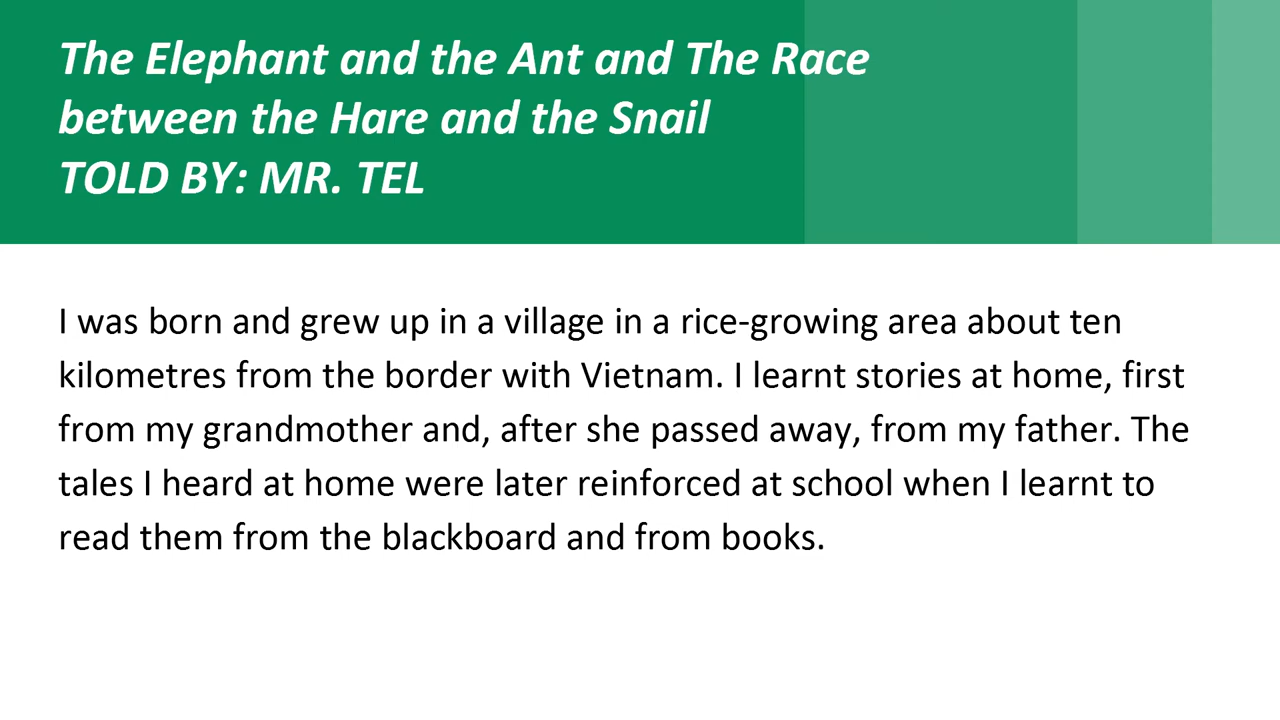 The Elephant and the Ant and The Race
between the Hare and the Snail
TOLD BY: MR. TEL
I was born and grew up in a village in a rice-growing area about ten
kilometres from the border with Vietnam. I learnt stories at home, first
from my grandmother and, after she passed away, from my father. The
tales I heard at home were later reinforced at school when I learnt to
read them from the blackboard and from books.